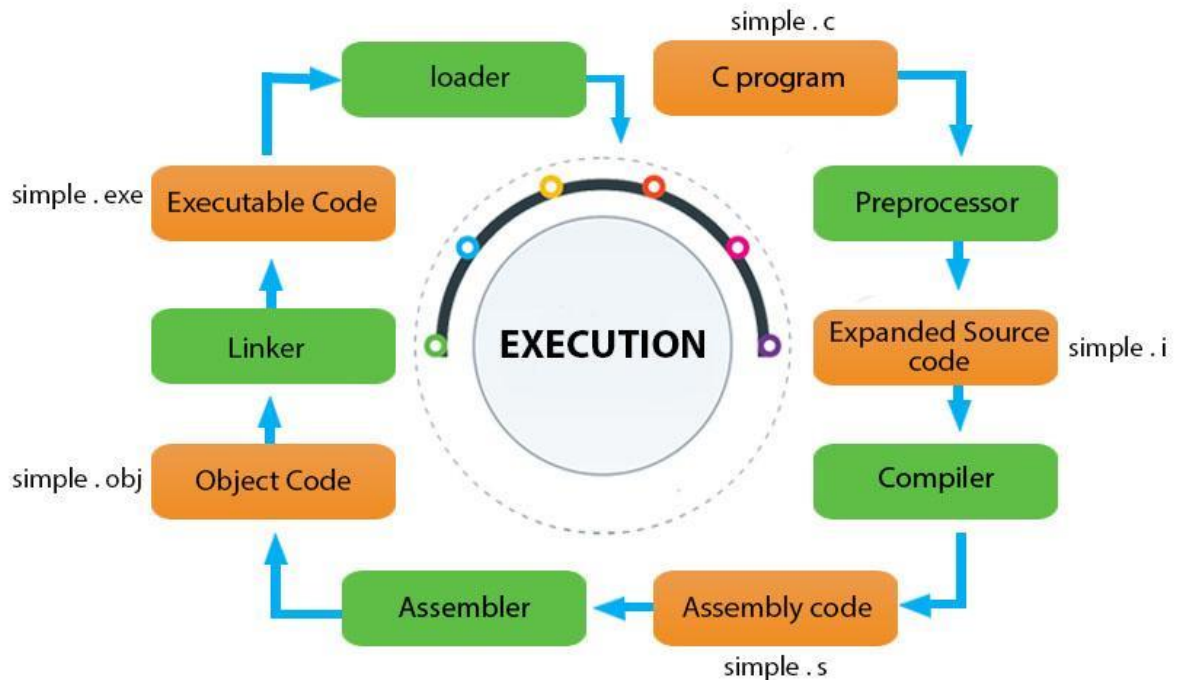 simple . c
C program
Preprocessor
Expanded Source
code
simple . i
Compiler
Assembly code
simple . s
Assembler
Object Code
simple . obj
Linker
Executable Code
simple . exe
loader
EXECUTION